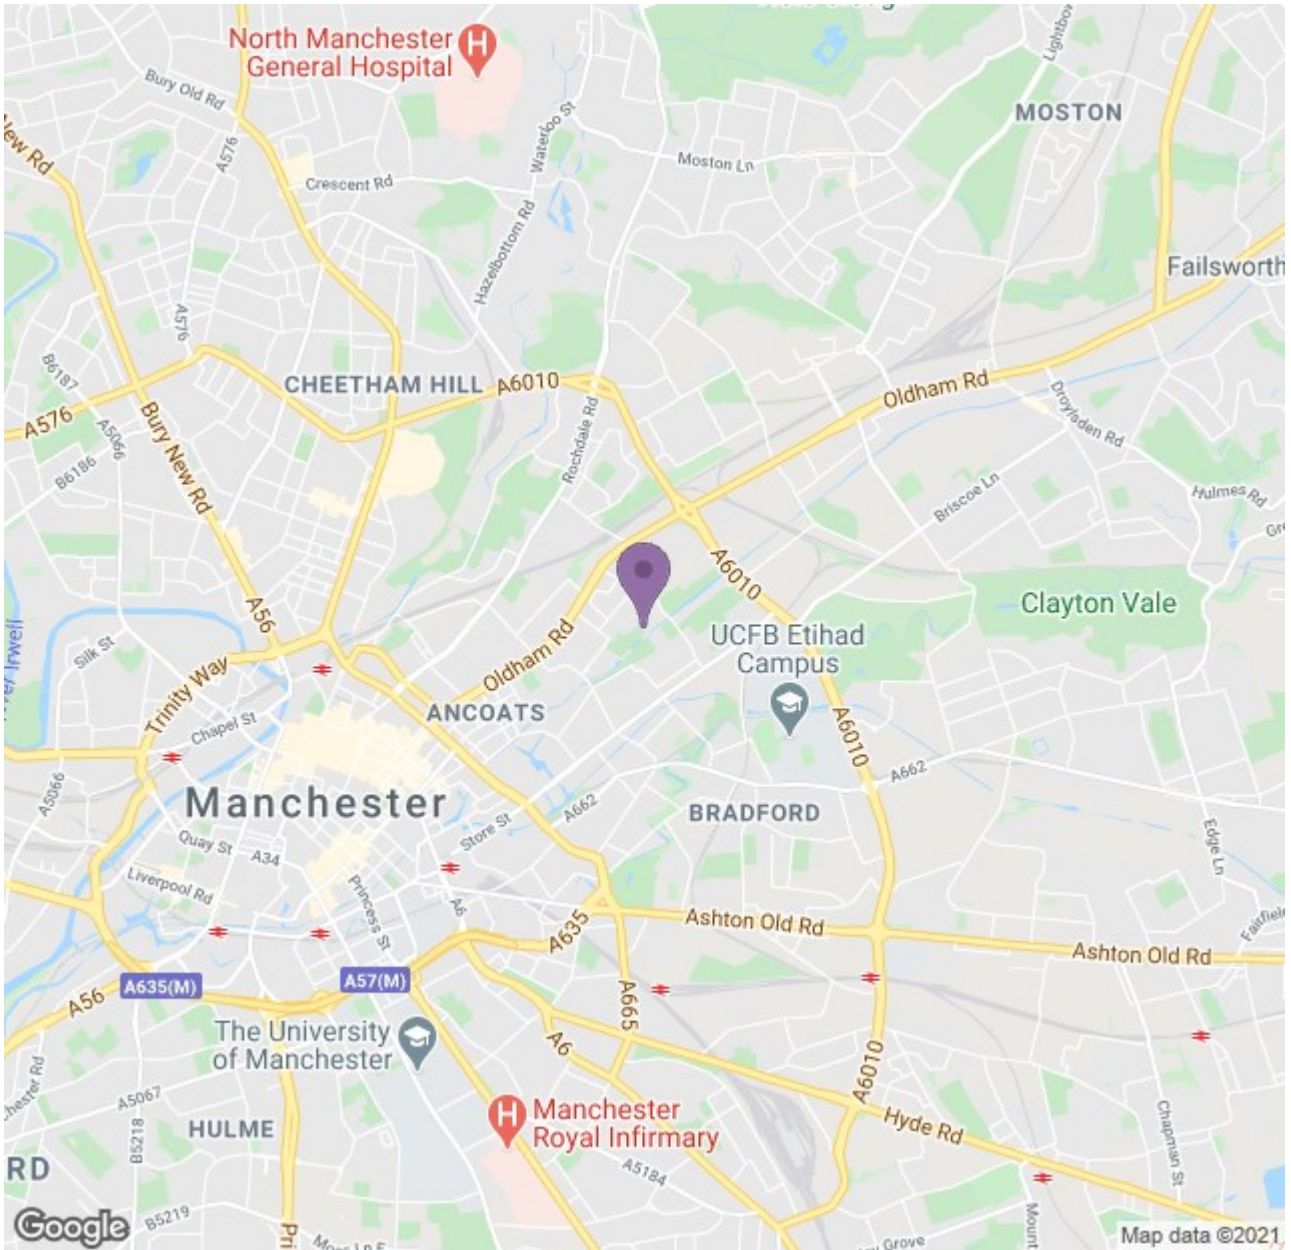 North Manchester
General Hospital
Bury Old Rd
New Rd
A576
Crescent Rd
Waterloo St
Hazelbottom Rd
Moston Ln
MOSTON
Failsworth
A576
B6187
CHEETHAM HILL
A6010
Oldham Rd
Droylsden Rd
A576
A5066
Bury New Rd
B6186
Rochdale Rd
Briscoe Ln
Hulmes Rd
A6010
Clayton Vale
A56
UCFB Etihad
Campus
Silk St
Trinity Way
Oldham Rd
ANCOATS
Chapel St
A6010
A662
A5066
Manchester
A662
BRADFORD
Store St
Quay St
A34
Edge Ln
Liverpool Rd
Princess St
A6
A635
Ashton Old Rd
Ashton Old Rd
A56
A635(M)
A57(M)
A665
The University
of Manchester
A6
A6010
A5067
B5218
HULME
Manchester
Royal Infirmary
Hyde Rd
Chapman St
A5184
RD
B5219
Mount
Google
Map data ©2021